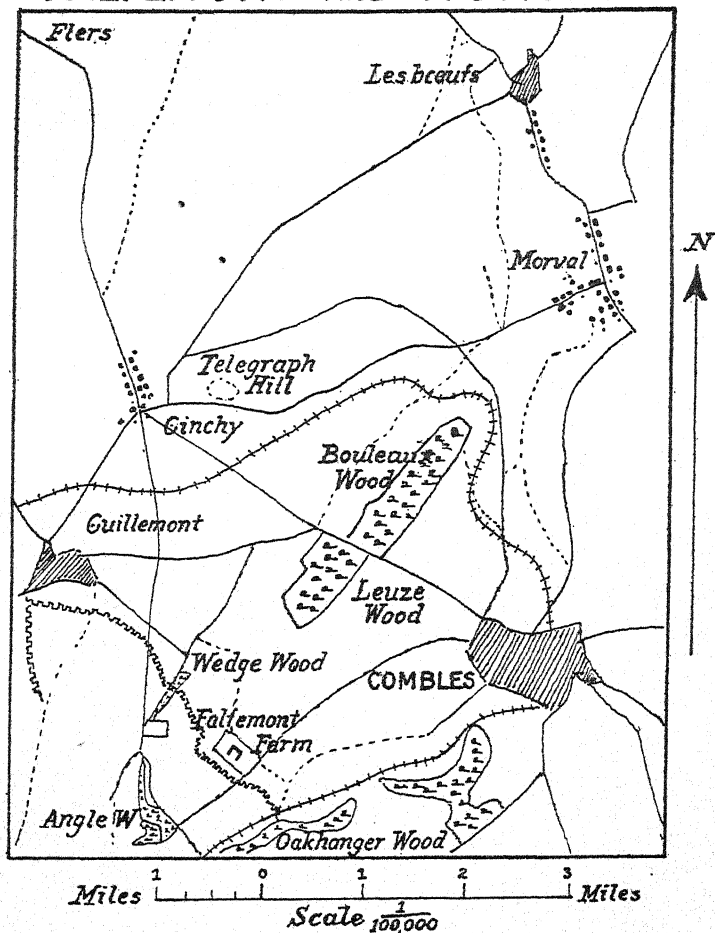 Flers
Lesbœufs
N
Morval
Telegraph
Hill
Ginchy
Bouleaux
Wood
Guillemont
Leuze
Wood
Wedge Wood
COMBLES
Falfemont
Farm
Angle W
Oakhanger Wood
Miles 1 0 1 2 3 Miles
Scale 1/100,000